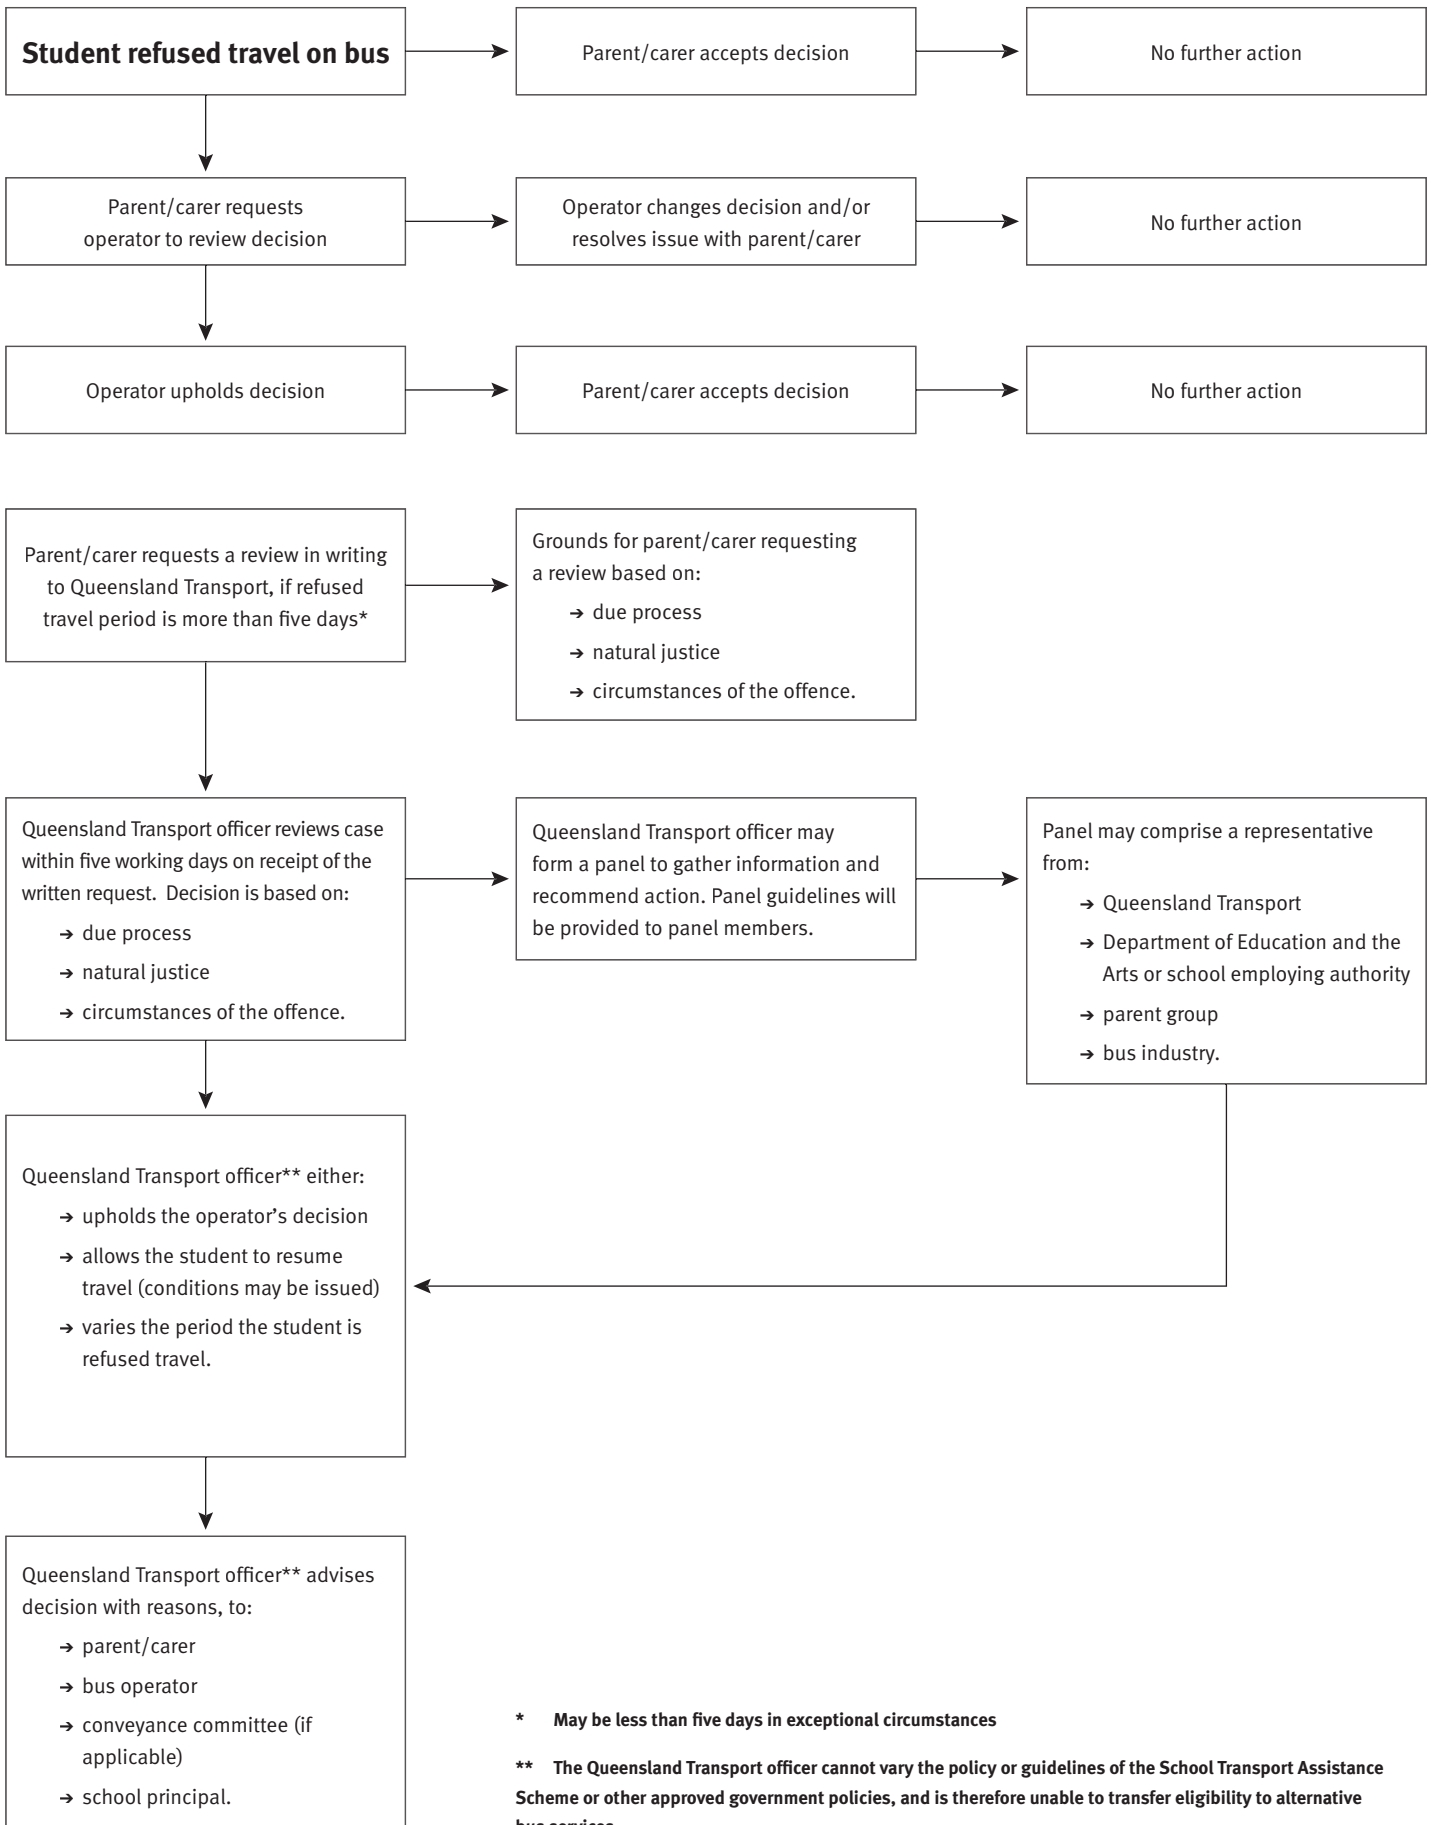 Student refused travel on bus
Parent/carer accepts decision
No further action
Parent/carer requests
operator to review decision
Operator changes decision and/or
resolves issue with parent/carer
No further action
Operator upholds decision
Parent/carer accepts decision
No further action
Parent/carer requests a review in writing
to Queensland Transport, if refused
travel period is more than five days*
Grounds for parent/carer requesting
a review based on:
➔ due process
➔ natural justice
➔ circumstances of the offence.
Queensland Transport officer reviews case
within five working days on receipt of the
written request. Decision is based on:
➔ due process
➔ natural justice
➔ circumstances of the offence.
Queensland Transport officer may
form a panel to gather information and
recommend action. Panel guidelines will
be provided to panel members.
Panel may comprise a representative
from:
➔ Queensland Transport
➔ Department of Education and the
Arts or school employing authority
➔ parent group
➔ bus industry.
Queensland Transport officer** either:
➔ upholds the operator's decision
➔ allows the student to resume
travel (conditions may be issued)
➔ varies the period the student is
refused travel.
Queensland Transport officer** advises
decision with reasons, to:
➔ parent/carer
➔ bus operator
➔ conveyance committee (if
applicable)
➔ school principal.
* May be less than five days in exceptional circumstances
** The Queensland Transport officer cannot vary the policy or guidelines of the School Transport Assistance
Scheme or other approved government policies, and is therefore unable to transfer eligibility to alternative
bus services